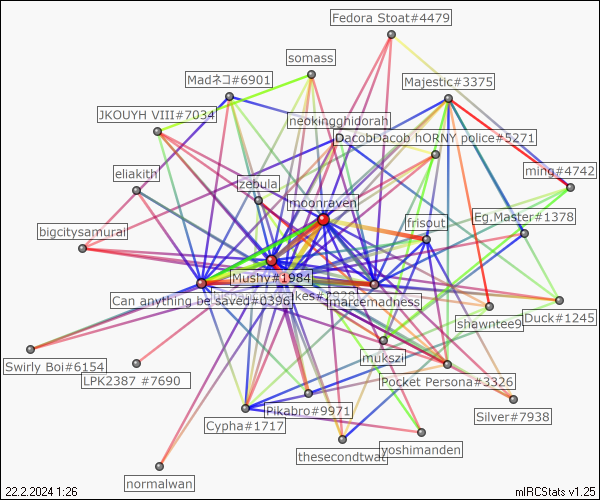 Fedora Stoat#4479
somass
Madネコ#6901
Majestic#3375
JKOUYH VIII#7034
neokingghidorah
DacobDacob hORNY police#5271
ming#4742
eliakith
zebula
moonraven
Eg.Master#1378
frisout
bigcitysamurai
Mushy#1984
Can anything be saved#0396
marcemadness
Duck#1245
shawntee9
mukszi
Swirly Boi#6154
LPK2387 #7690
Pocket Persona#3326
Pikabro#9971
Silver#7938
Cypha#1717
thesecondtwat
yoshimanden
normalwan
22.2.2024 1:26
mIRCStats v1.25